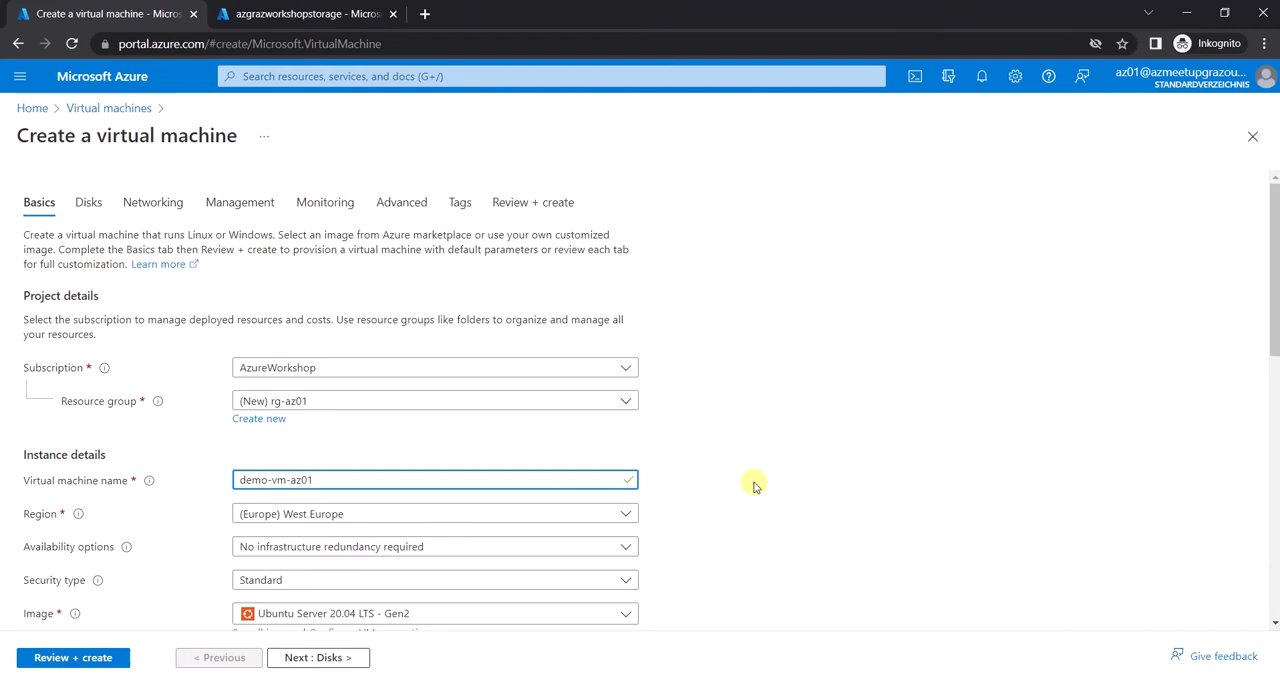 Create a virtual machine - Micros
azgrazworkshopstorage - Micros
portal.azure.com/#create/Microsoft.VirtualMachine
Inkognito
Microsoft Azure
Search resources, services, and docs (G+/)
az01@azmeetupgrazou...
STANDARDVERZEICHNIS
Home > Virtual machines >
Create a virtual machine ...
Basics Disks Networking Management Monitoring Advanced Tags Review + create
Create a virtual machine that runs Linux or Windows. Select an image from Azure marketplace or use your own customized
image. Complete the Basics tab then Review + create to provision a virtual machine with default parameters or review each tab
for full customization. Learn more
Project details
Select the subscription to manage deployed resources and costs. Use resource groups like folders to organize and manage all
your resources.
Subscription * AzureWorkshop
Resource group * (New) rg-az01
Create new
Instance details
Virtual machine name * demo-vm-az01
Region * (Europe) West Europe
Availability options No infrastructure redundancy required
Security type Standard
Image * Ubuntu Server 20.04 LTS - Gen2
Review + create < Previous Next : Disks > Give feedback